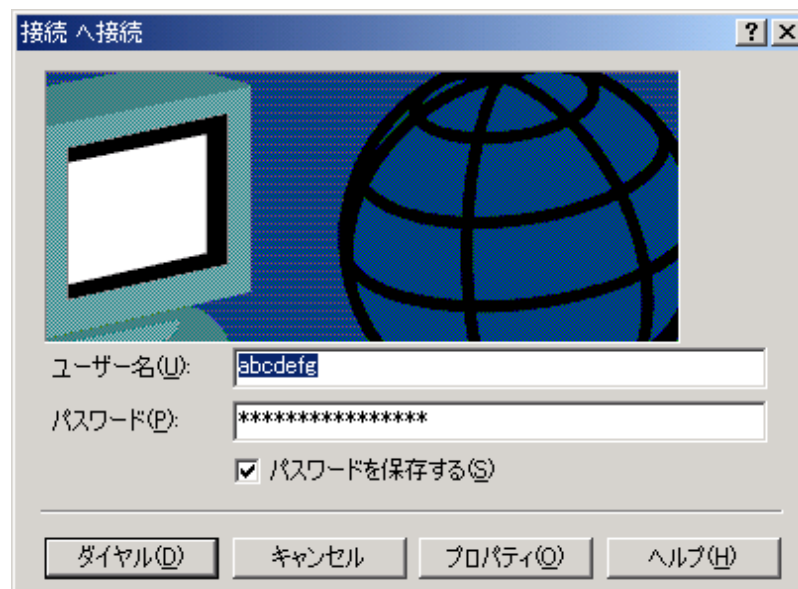 接続 へ接続
ユーザー名(U):
abcdefg
パスワード(P):
****************
パスワードを保存する(S)
ダイヤル(D) キャンセル プロパティ(O) ヘルプ(H)